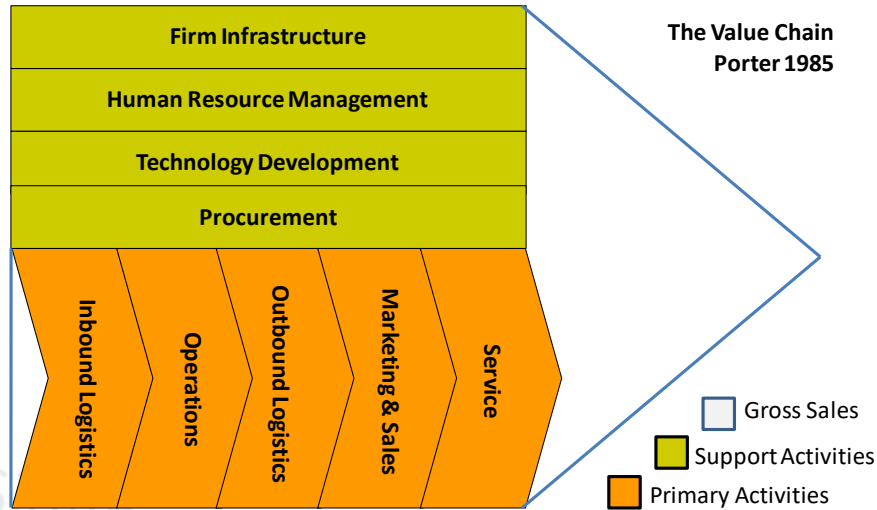 Firm Infrastructure
Human Resource Management
Technology Development
Procurement
Inbound Logistics
Operations
Outbound Logistics
Marketing & Sales
Service
The Value Chain
Porter 1985
Gross Sales
Support Activities
Primary Activities